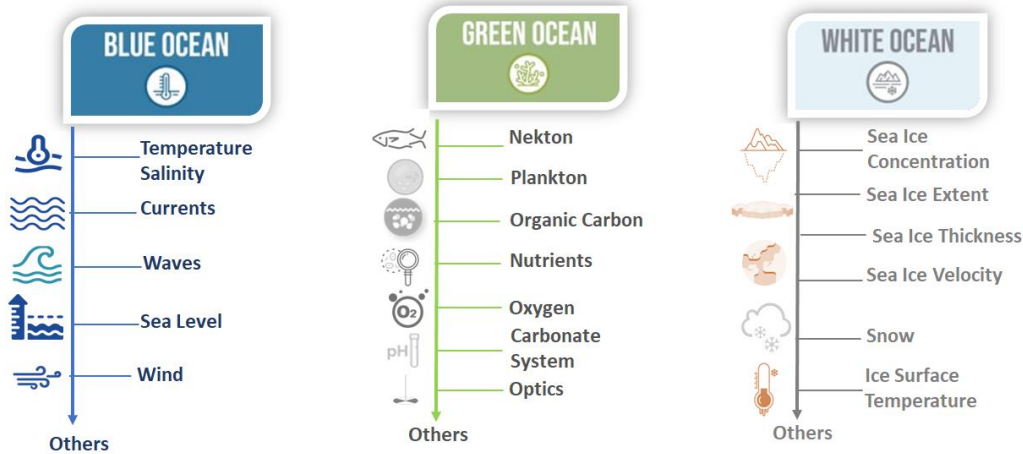 BLUE OCEAN
Temperature
Salinity
Currents
Waves
Sea Level
Wind
Others
GREEN OCEAN
Nekton
Plankton
Organic Carbon
Nutrients
O2
Oxygen
pH
Carbonate
System
Optics
Others
WHITE OCEAN
Sea Ice
Concentration
Sea Ice Extent
Sea Ice Thickness
Sea Ice Velocity
Snow
Ice Surface
Temperature
Others